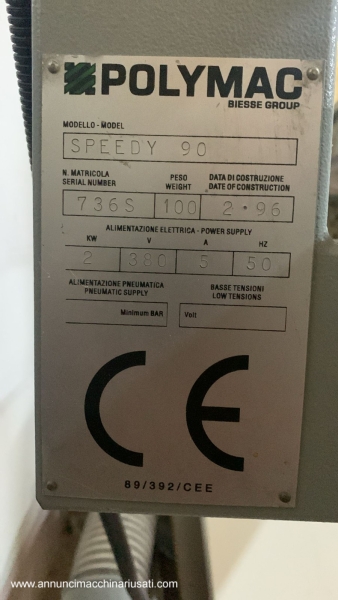 POLYMAC
BIESSE GROUP
MODELLO - MODEL
SPEEDY 90
N. MATRICOLA PESO DATA DI COSTRUZIONE
SERIAL NUMBER WEIGHT DATE OF CONSTRUCTION
736S 100 2·96
ALIMENTAZIONE ELETTRICA - POWER SUPPLY
KW V A HZ
2 380 5 50
ALIMENTAZIONE PNEUMATICA BASSE TENSIONI
PNEUMATIC SUPPLY LOW TENSIONS
Minimum BAR Volt
CE
89/392/CEE
www.annuncimacchinariusati.com